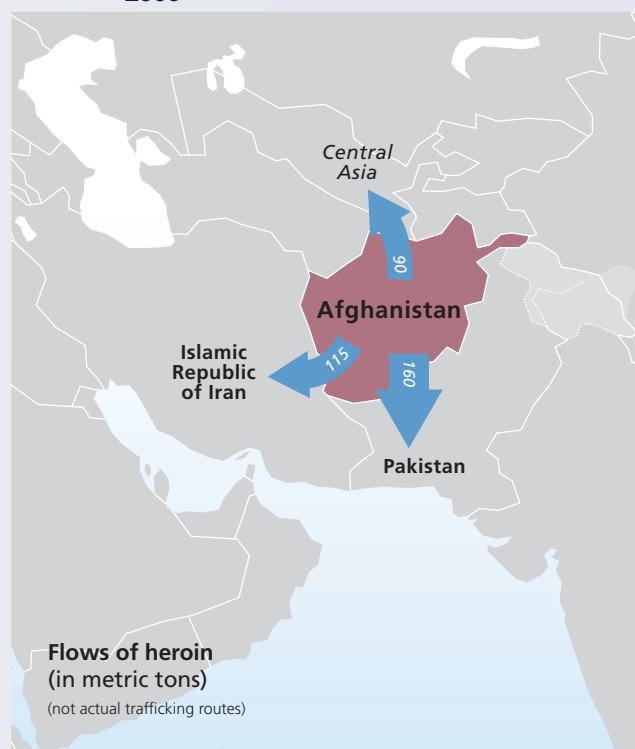 Central
Asia
90
Afghanistan
Islamic
Republic
of Iran
115
160
Pakistan
Flows of heroin
(in metric tons)
(not actual trafficking routes)